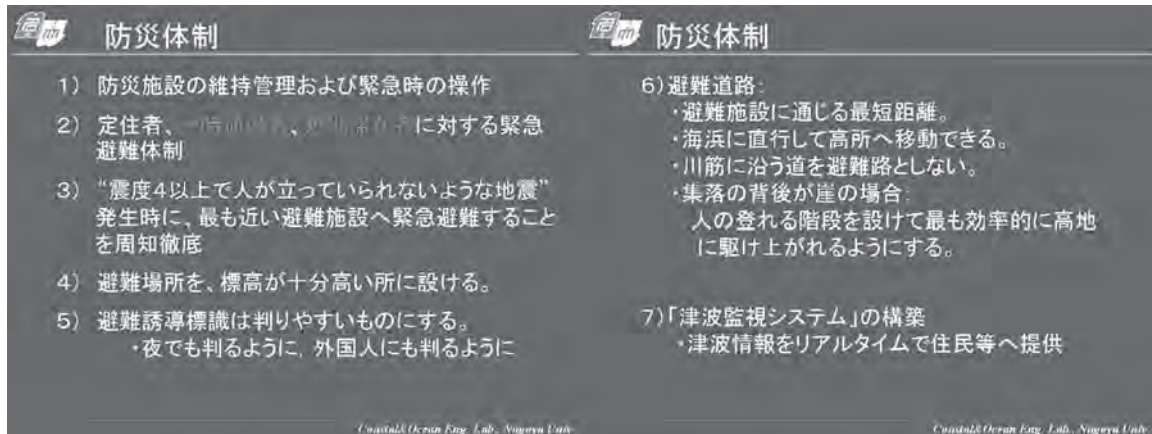 防災体制
1) 防災施設の維持管理および緊急時の操作
2) 定住者、
、
に対する緊急
避難体制
3) “震度4以上で人が立っていられないような地震”
発生時に、最も近い避難施設へ緊急避難すること
を周知徹底
4) 避難場所を、標高が十分高い所に設ける。
5) 避難誘導標識は判りやすいものにする。
・夜でも判るように, 外国人にも判るように
Coastal&Ocean Eng. Lab., Nagoya Univ
防災体制
6)避難道路:
・避難施設に通じる最短距離。
・海浜に直行して高所へ移動できる。
・川筋に沿う道を避難路としない。
・集落の背後が崖の場合:
人の登れる階段を設けて最も効率的に高地
に駆け上がれるようにする。
7)「津波監視システム」の構築
・津波情報をリアルタイムで住民等へ提供
Coastal&Ocean Eng. Lab., Nagoya Univ